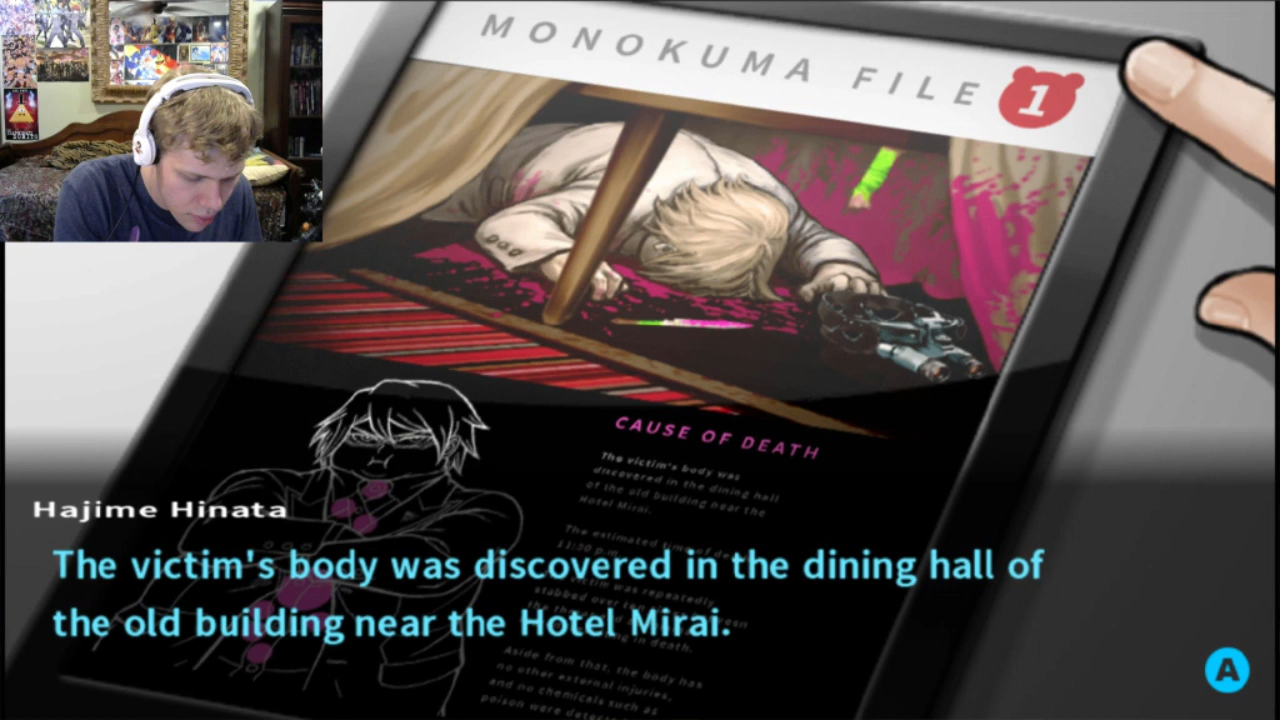 MONOKUMA FILE 1
CAUSE OF DEATH
The victim's body was
discovered in the dining hall
of the old building near the
Hotel Mirai.
The estimated time of
Hajime Hinata
The victim's body was discovered in the dining hall of
the old building near the Hotel Mirai.
victim was repeatedly
stabbed over
in death.
Aside from that, the body has
no other external injuries,
and no chemicals such as
poison were
A